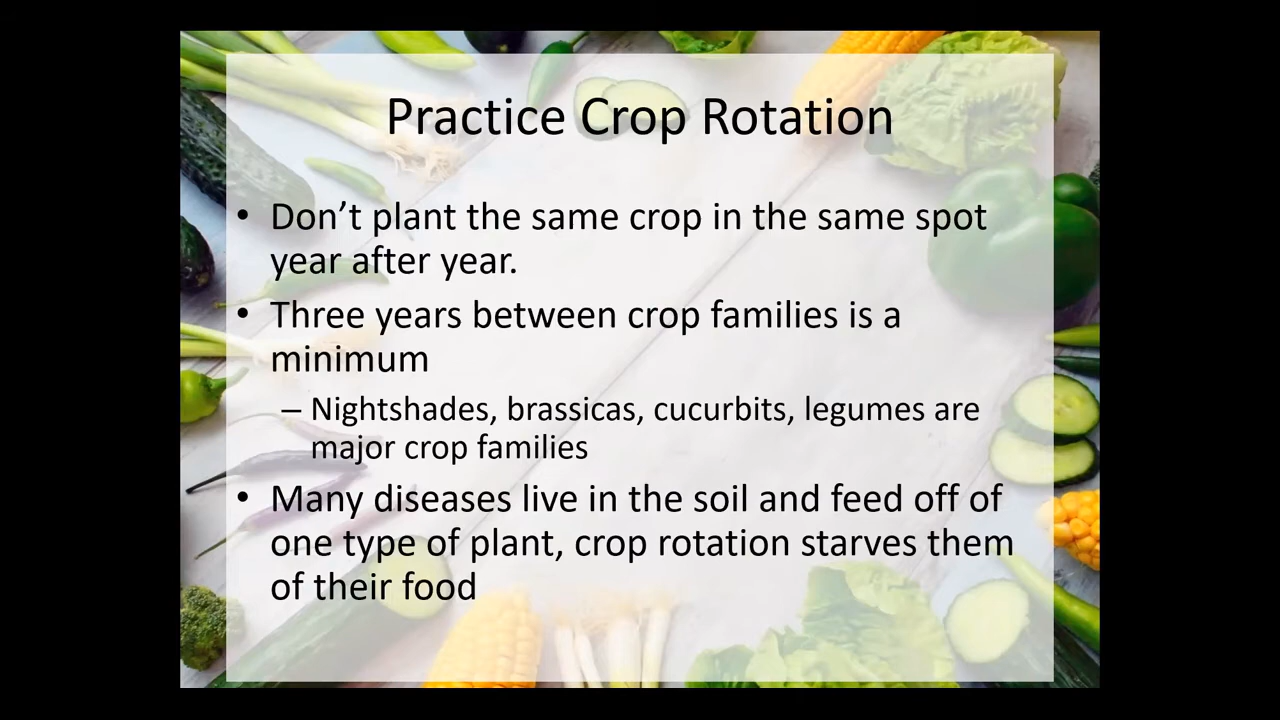 Practice Crop Rotation
• Don’t plant the same crop in the same spot
year after year.
• Three years between crop families is a
minimum
– Nightshades, brassicas, cucurbits, legumes are
major crop families
• Many diseases live in the soil and feed off of
one type of plant, crop rotation starves them
of their food